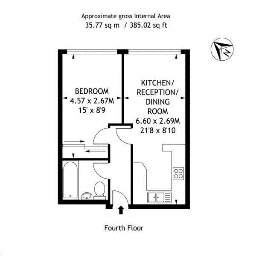 Approximate gross Internal Area
35.77 sq m / 385.02 sq ft
BEDROOM
4.57 x 2.67M
15' x 8'9
KITCHEN/
RECEPTION/
DINING
ROOM
6.60 x 2.69M
21'8 x 8'10
Fourth Floor